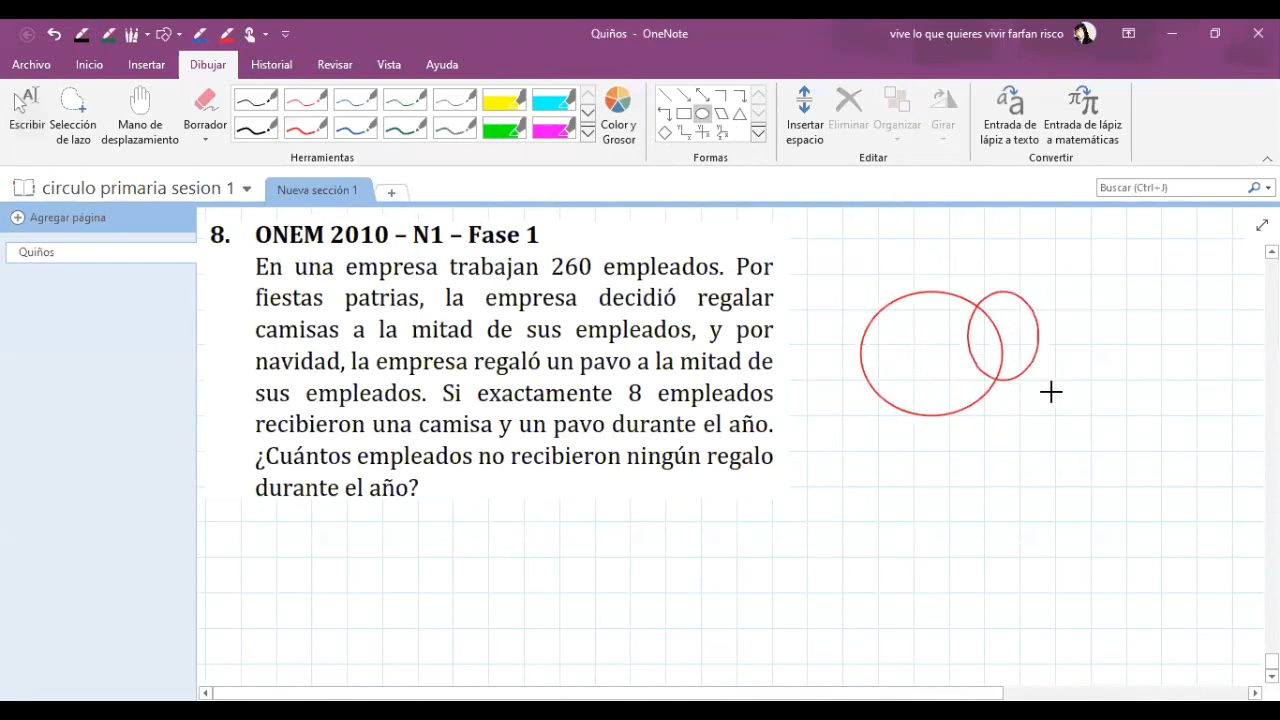 Quiños - OneNote
vive lo que quieres vivir farfan risco
Archivo Inicio Insertar Dibujar Historial Revisar Vista Ayuda
Escribir
Selección de lazo
Mano de desplazamiento
Borrador
Color y Grosor
Insertar espacio
Eliminar
Organizar
Girar
Entrada de lápiz a texto
Entrada de lápiz a matemáticas
Herramientas Formas Editar Convertir
circulo primaria sesion 1
Nueva sección 1
Buscar (Ctrl+J)
Agregar página
Quiños
8. ONEM 2010 – N1 – Fase 1
En una empresa trabajan 260 empleados. Por
fiestas patrias, la empresa decidió regalar
camisas a la mitad de sus empleados, y por
navidad, la empresa regaló un pavo a la mitad de
sus empleados. Si exactamente 8 empleados
recibieron una camisa y un pavo durante el año.
¿Cuántos empleados no recibieron ningún regalo
durante el año?